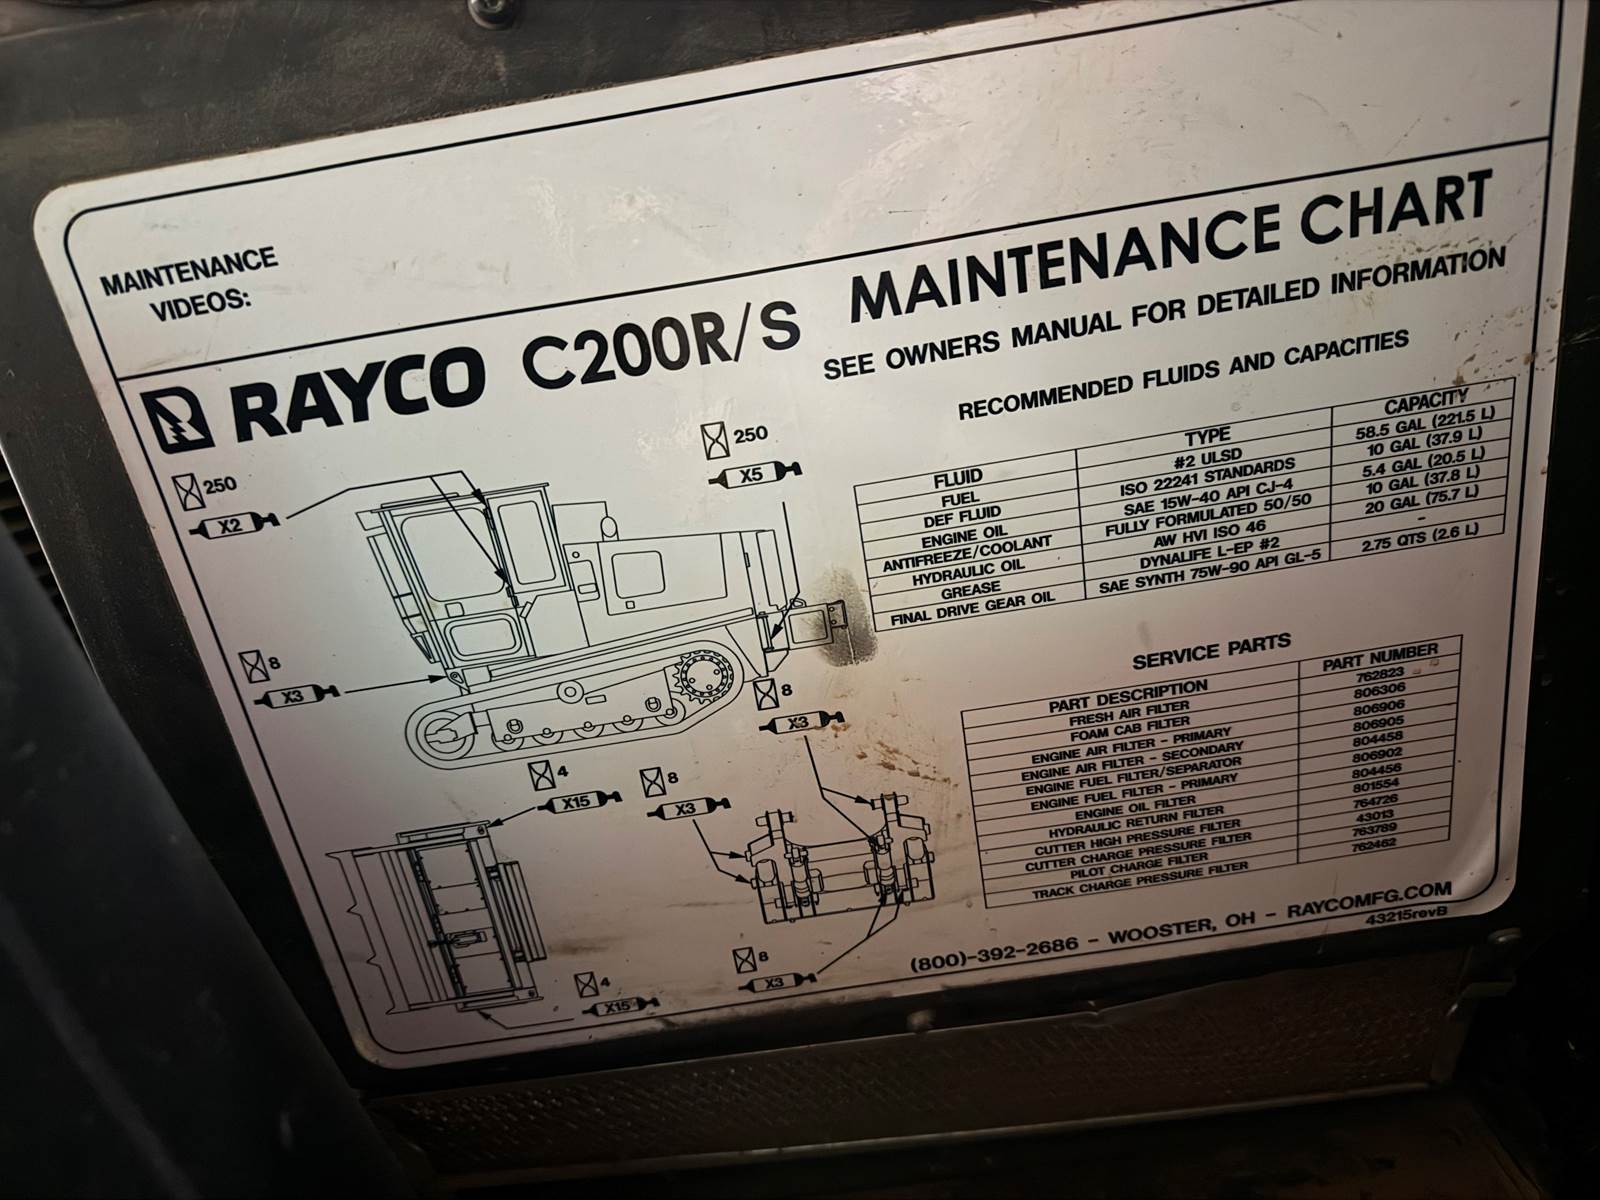 MAINTENANCE
VIDEOS:
RAYCO C200R/S MAINTENANCE CHART
SEE OWNERS MANUAL FOR DETAILED INFORMATION
RECOMMENDED FLUIDS AND CAPACITIES
FLUID TYPE CAPACITY
FUEL #2 ULSD 58.5 GAL (221.5 L)
DEF FLUID ISO 22241 STANDARDS 10 GAL (37.9 L)
ENGINE OIL SAE 15W-40 API CJ-4 5.4 GAL (20.5 L)
ANTIFREEZE/COOLANT FULLY FORMULATED 50/50 10 GAL (37.8 L)
HYDRAULIC OIL AW HVI ISO 46 20 GAL (75.7 L)
GREASE DYNALIFE L-EP #2 -
FINAL DRIVE GEAR OIL SAE SYNTH 75W-90 API GL-5 2.75 QTS (2.6 L)
250
X2
250
X5
8
X3
8
X3
4
X15
8
X3
8
X3
4
X15
SERVICE PARTS
PART DESCRIPTION PART NUMBER
FRESH AIR FILTER 762823
FOAM CAB FILTER 806306
ENGINE AIR FILTER - PRIMARY 806906
ENGINE AIR FILTER - SECONDARY 806905
ENGINE FUEL FILTER/SEPARATOR 804458
ENGINE FUEL FILTER - PRIMARY 806902
ENGINE OIL FILTER 804456
HYDRAULIC RETURN FILTER 801554
CUTTER HIGH PRESSURE FILTER 764726
CUTTER CHARGE PRESSURE FILTER 43013
PILOT CHARGE FILTER 763789
TRACK CHARGE PRESSURE FILTER 762462
(800)-392-2686 - WOOSTER, OH - RAYCOMFG.COM
43215revB